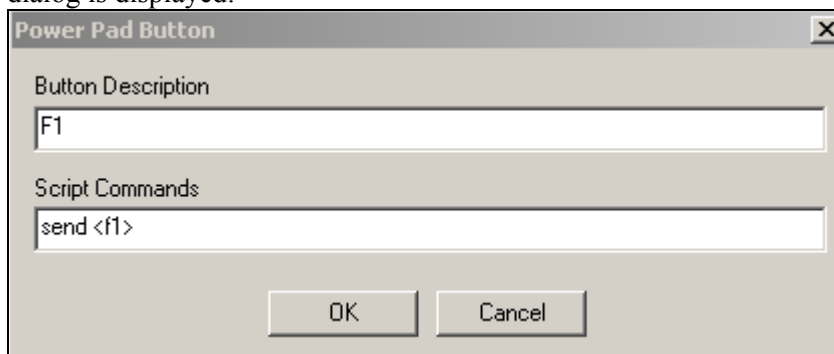 dialog is displayed.
Power Pad Button
Button Description
F1
Script Commands
send <f1>
OK Cancel